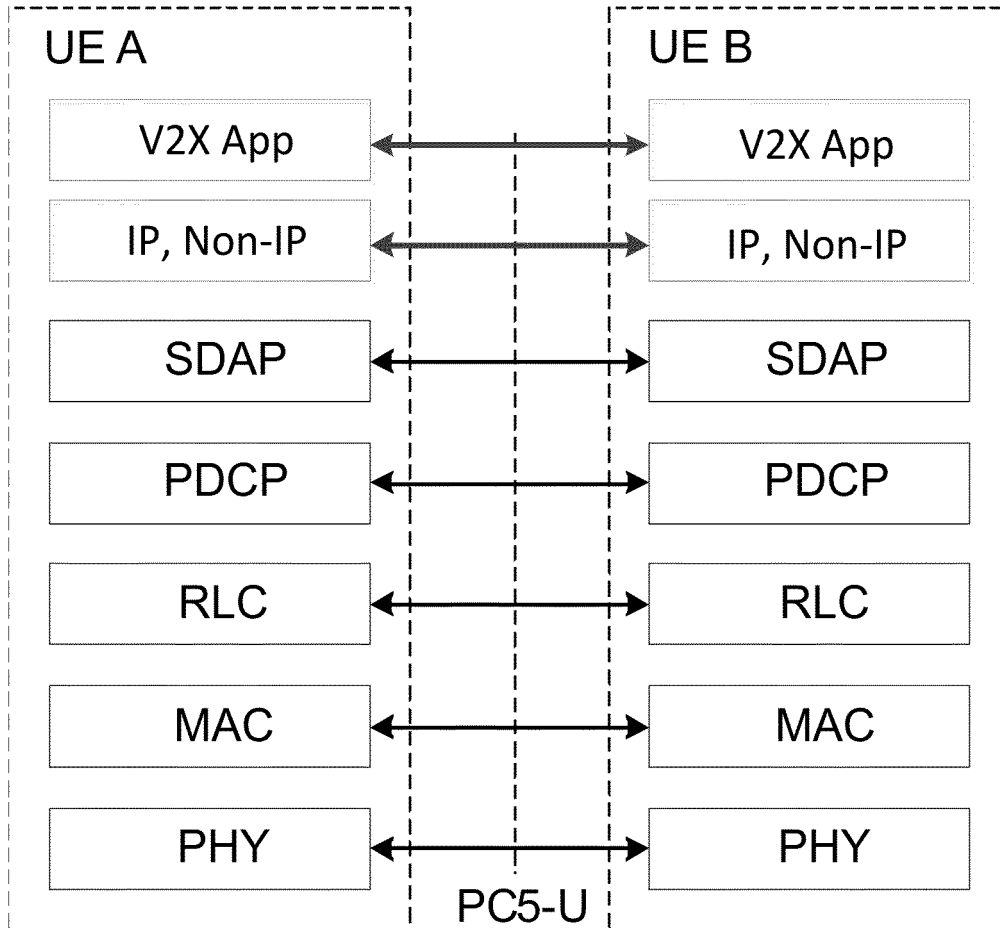 UE A
UE B
V2X App
V2X App
IP, Non-IP
IP, Non-IP
SDAP
SDAP
PDCP
PDCP
RLC
RLC
MAC
MAC
PHY
PHY
PC5-U